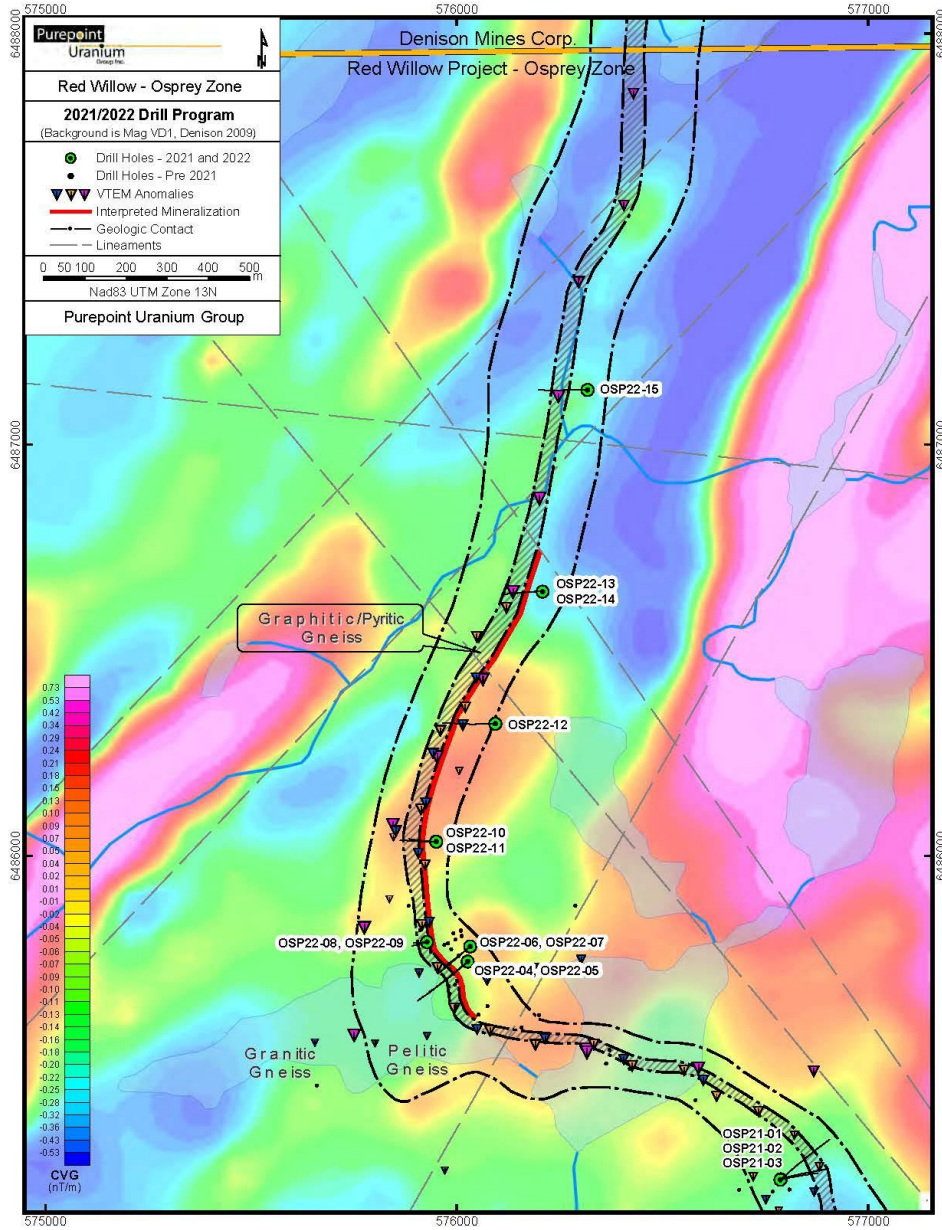 575000
576000
577000
6488000
6488000
Purepoint
Uranium
Group Inc.
Red Willow - Osprey Zone
2021/2022 Drill Program
(Background is Mag VD1, Denison 2009)
Drill Holes - 2021 and 2022
Drill Holes - Pre 2021
VTEM Anomalies
Interpreted Mineralization
Geologic Contact
Lineaments
0 50 100 200 300 400 500
m
Nad83 UTM Zone 13N
Purepoint Uranium Group
Denison Mines Corp.
Red Willow Project - Osprey Zone
OSP22-15
6487000
6487000
OSP22-13
OSP22-14
Graphitic/Pyritic
Gneiss
OSP22-12
OSP22-10
OSP22-11
6486000
6486000
OSP22-08, OSP22-09
OSP22-06, OSP22-07
OSP22-04, OSP22-05
Granitic
Gneiss
Pelitic
Gneiss
OSP21-01
OSP21-02
OSP21-03
0.73
0.53
0.42
0.34
0.29
0.24
0.21
0.18
0.15
0.13
0.10
0.09
0.07
0.05
0.04
0.02
0.01
-0.01
-0.02
-0.04
-0.05
-0.06
-0.07
-0.09
-0.10
-0.11
-0.13
-0.14
-0.16
-0.18
-0.20
-0.22
-0.25
-0.28
-0.32
-0.36
-0.43
-0.53
CVG
(nT/m)
575000
576000
577000